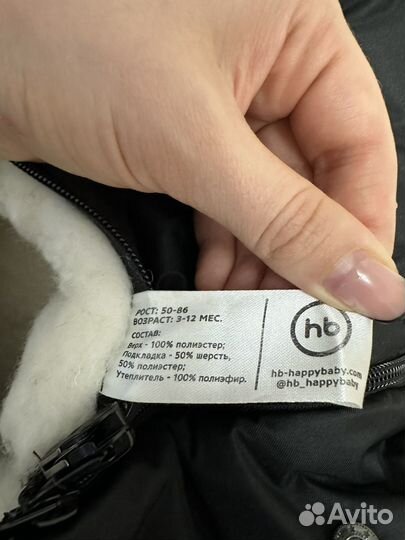 РОСТ: 50-86
ВОЗРАСТ: 3-12 МЕС.
СОСТАВ:
Верх - 100% полиэстер;
Подкладка - 50% шерсть,
50% полиэстер;
Утеплитель - 100% полиэфир.
hb
hb-happybaby.com
@hb_happybaby
Avito